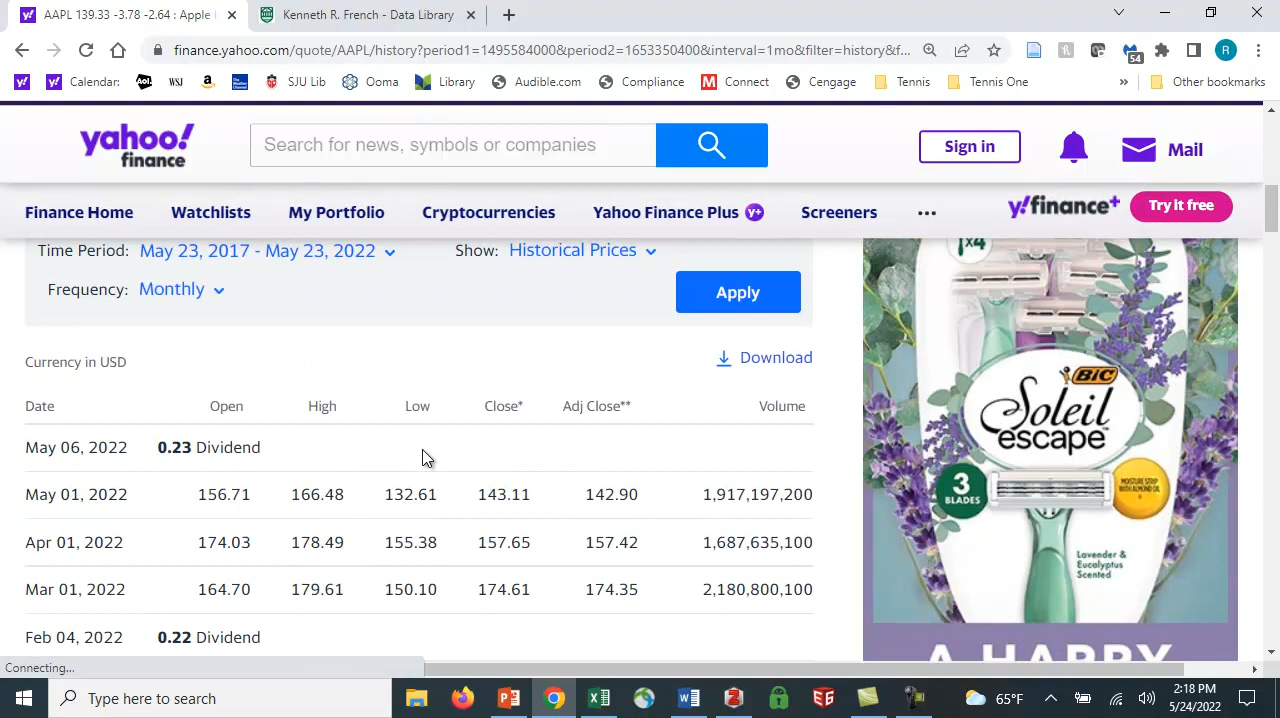 AAPL 139.33 -3.78 -2.64 : Apple
Kenneth R. French - Data Library
finance.yahoo.com/quote/AAPL/history?period1=1495584000&period2=1653350400&interval=1mo&filter=history&f...
54
R
Calendar:
Aol.
WSJ
SJU Lib
Ooma
Library
Audible.com
Compliance
M Connect
Cengage
Tennis
Tennis One
»
Other bookmarks
yahoo!
finance
Search for news, symbols or companies
Sign in
Mail
Finance Home
Watchlists
My Portfolio
Cryptocurrencies
Yahoo Finance Plus y+
Screeners
...
y!finance+
Try it free
Time Period: May 23, 2017 - May 23, 2022
Show: Historical Prices
Frequency: Monthly
Apply
Currency in USD
Download
Date Open High Low Close* Adj Close** Volume
May 06, 2022 0.23 Dividend
May 01, 2022 156.71 166.48 132.61 143.11 142.90 1,917,197,200
Apr 01, 2022 174.03 178.49 155.38 157.65 157.42 1,687,635,100
Mar 01, 2022 164.70 179.61 150.10 174.61 174.35 2,180,800,100
Feb 04, 2022 0.22 Dividend
x4
BIC
Soleil
escape
3
BLADES
MOISTURE STRIP
WITH ALMOND OIL
Lavender &
Eucalyptus
Scented
A HAPPY
Connecting...
Type here to search
65°F
2:18 PM
5/24/2022